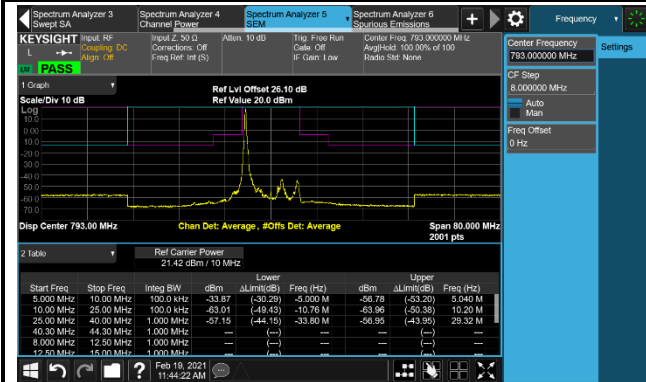 Spectrum Analyzer 3
Swept SA
Spectrum Analyzer 4
Channel Power
Spectrum Analyzer 5
SEM
Spectrum Analyzer 6
Spurious Emissions
Frequency
KEYSIGHT
L
LXI
PASS
Input: RF
Coupling: DC
Align: Off
Input Z: 50 Ω
Corrections: Off
Freq Ref: Int (S)
Atten: 10 dB
Trig: Free Run
Gate: Off
IF Gain: Low
Center Freq: 793.000000 MHz
Avg|Hold: 100.00% of 100
Radio Std: None
Center Frequency
793.000000 MHz
Settings
CF Step
8.000000 MHz
Auto
Man
Freq Offset
0 Hz
1 Graph
Scale/Div 10 dB
Ref Lvl Offset 26.10 dB
Ref Value 20.0 dBm
Log
10.0
0.00
-10.0
-20.0
-30.0
-40.0
-50.0
-60.0
-70.0
Disp Center 793.00 MHz
Chan Det: Average , #Offs Det: Average
Span 80.000 MHz
2001 pts
2 Table
Ref Carrier Power
21.42 dBm / 10 MHz
Lower Upper
Start Freq Stop Freq Integ BW dBm ΔLimit(dB) Freq (Hz) dBm ΔLimit(dB) Freq (Hz)
5.000 MHz 10.00 MHz 100.0 kHz -33.87 (-30.29) -5.000 M -56.78 (-53.20) 5.040 M
10.00 MHz 25.00 MHz 100.0 kHz -63.01 (-49.43) -10.76 M -63.96 (-50.38) 10.20 M
25.00 MHz 40.00 MHz 1.000 MHz -57.15 (-44.15) -33.80 M -56.95 (-43.95) 29.32 M
40.30 MHz 44.30 MHz 1.000 MHz --- (---) --- --- (---) ---
8.000 MHz 12.50 MHz 1.000 MHz --- (---) --- --- (---) ---
12.50 MHz 15.00 MHz 1.000 MHz --- (---) --- --- (---) ---
?
Feb 19, 2021
11:44:22 AM